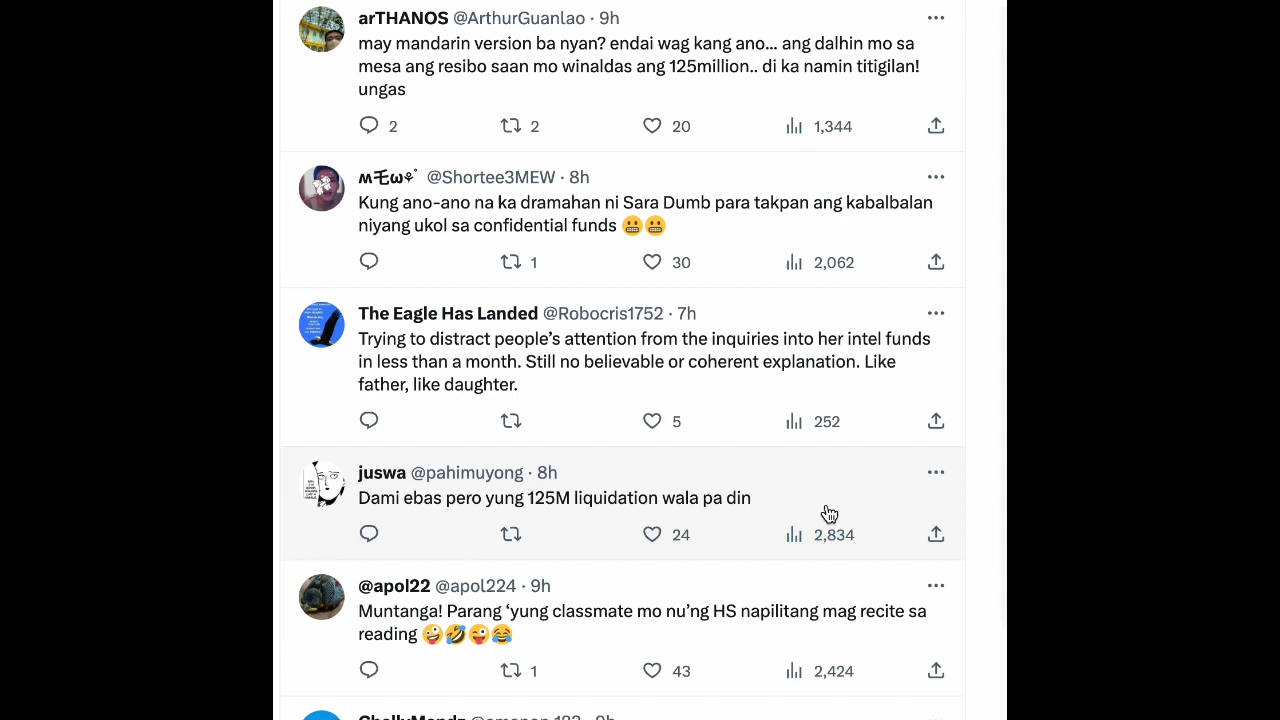 arTHANOS @ArthurGuanlao · 9h
may mandarin version ba nyan? endai wag kang ano... ang dalhin mo sa
mesa ang resibo saan mo winaldas ang 125million.. di ka namin titigilan!
ungas
2 2 20 1,344
ʍ乇ω⚘˚ @Shortee3MEW · 8h
Kung ano-ano na ka dramahan ni Sara Dumb para takpan ang kabalbalan
niyang ukol sa confidential funds 😬😬
1 30 2,062
The Eagle Has Landed @Robocris1752 · 7h
Trying to distract people’s attention from the inquiries into her intel funds
in less than a month. Still no believable or coherent explanation. Like
father, like daughter.
5 252
juswa @pahimuyong · 8h
Dami ebas pero yung 125M liquidation wala pa din
24 2,834
@apol22 @apol224 · 9h
Muntanga! Parang ‘yung classmate mo nu’ng HS napilitang mag recite sa
reading 🤪🤣😜😂
1 43 2,424